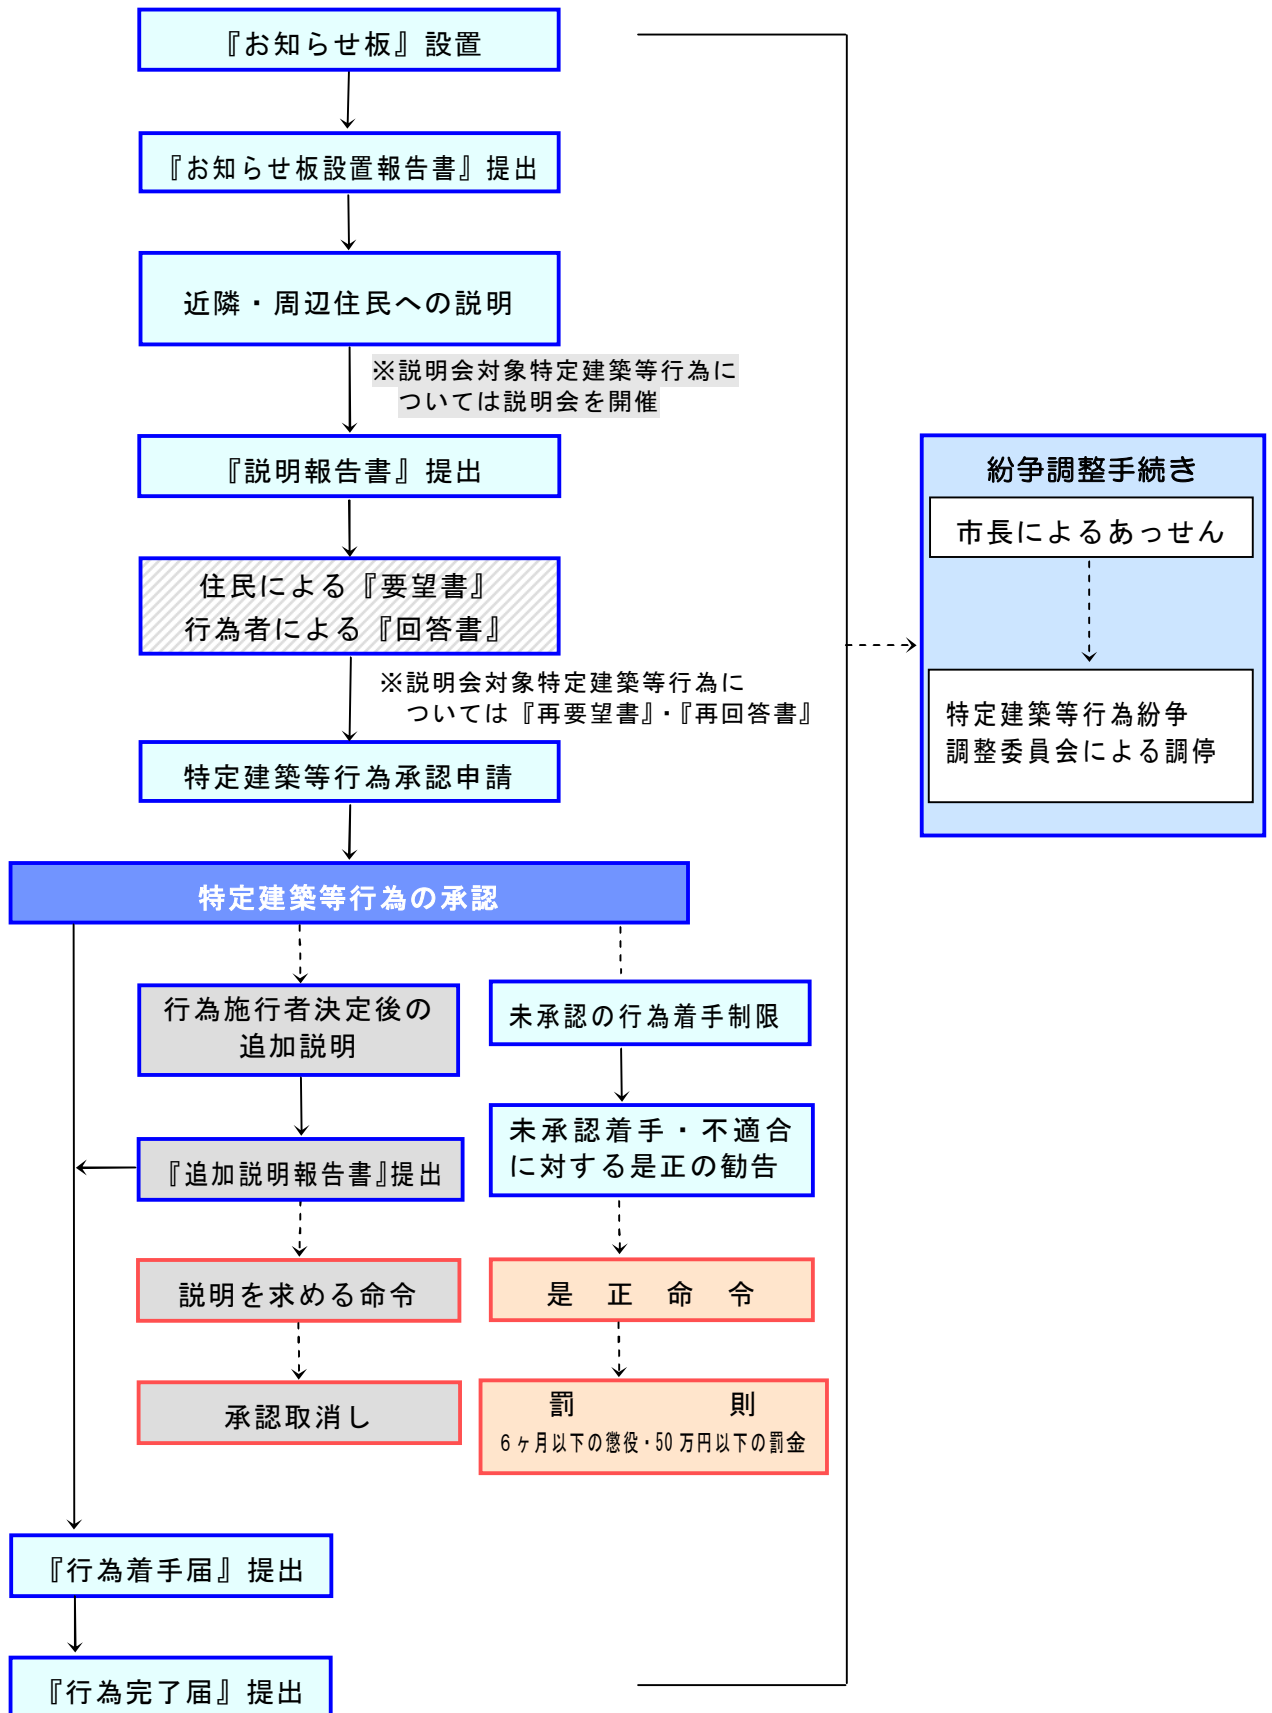 『お知らせ板』設置
『お知らせ板設置報告書』提出
近隣・周辺住民への説明
※説明会対象特定建築等行為に
ついては説明会を開催
『説明報告書』提出
住民による『要望書』
行為者による『回答書』
※説明会対象特定建築等行為に
ついては『再要望書』・『再回答書』
特定建築等行為承認申請
特定建築等行為の承認
行為施行者決定後の
追加説明
『追加説明報告書』提出
説明を求める命令
承認取消し
未承認の行為着手制限
未承認着手・不適合
に対する是正の勧告
是 正 命 令
罰 則
6ヶ月以下の懲役・50万円以下の罰金
『行為着手届』提出
『行為完了届』提出
紛争調整手続き
市長によるあっせん
特定建築等行為紛争
調整委員会による調停